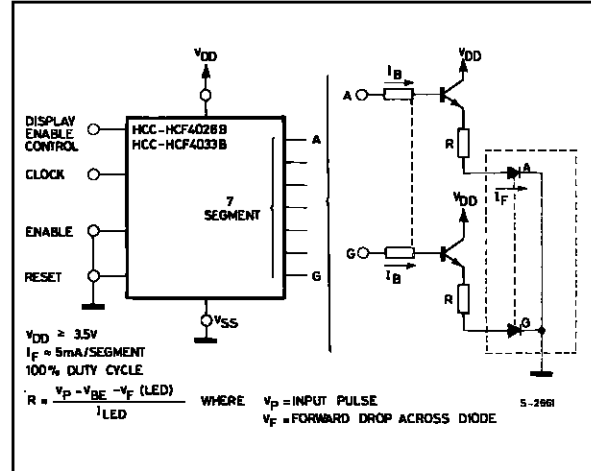 VDD
DISPLAY
ENABLE
CONTROL
CLOCK
ENABLE
RESET
HCC-HCF4026B
HCC-HCF4033B
7
SEGMENT
A
G
VSS
VDD
IB
A
R
A
IF
VDD
G
IB
R
G
VDD ≥ 3.5V
IF ≈ 5mA/SEGMENT
100% DUTY CYCLE
R = VP - VBE - VF (LED) / ILED WHERE VP = INPUT PULSE
VF = FORWARD DROP ACROSS DIODE
S-2661